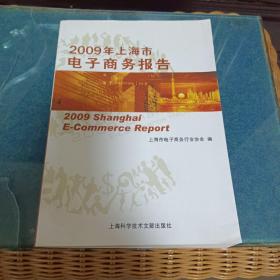 2009年上海市
电子商务报告
2009 Shanghai
E-Commerce Report
上海市电子商务行业协会 编
上海科学技术文献出版社